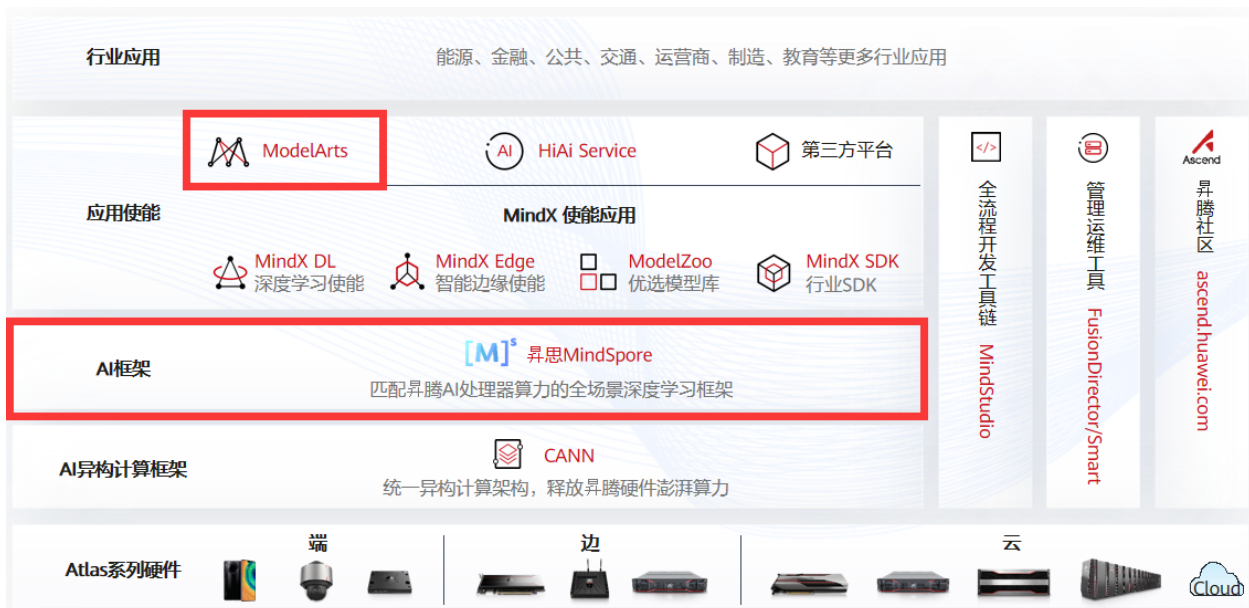 行业应用
能源、金融、公共、交通、运营商、制造、教育等更多行业应用
ModelArts
AI
HiAi Service
第三方平台
应用使能
MindX 使能应用
MindX DL
深度学习使能
MindX Edge
智能边缘使能
ModelZoo
优选模型库
MindX SDK
行业SDK
</>
全流程开发工具链 MindStudio
管理运维工具 FusionDirector/Smart
Ascend
昇腾社区 ascend.huawei.com
AI框架
[M]s 昇思MindSpore
匹配昇腾AI处理器算力的全场景深度学习框架
AI异构计算框架
CANN
统一异构计算架构，释放昇腾硬件澎湃算力
Atlas系列硬件
端
边
云
Cloud